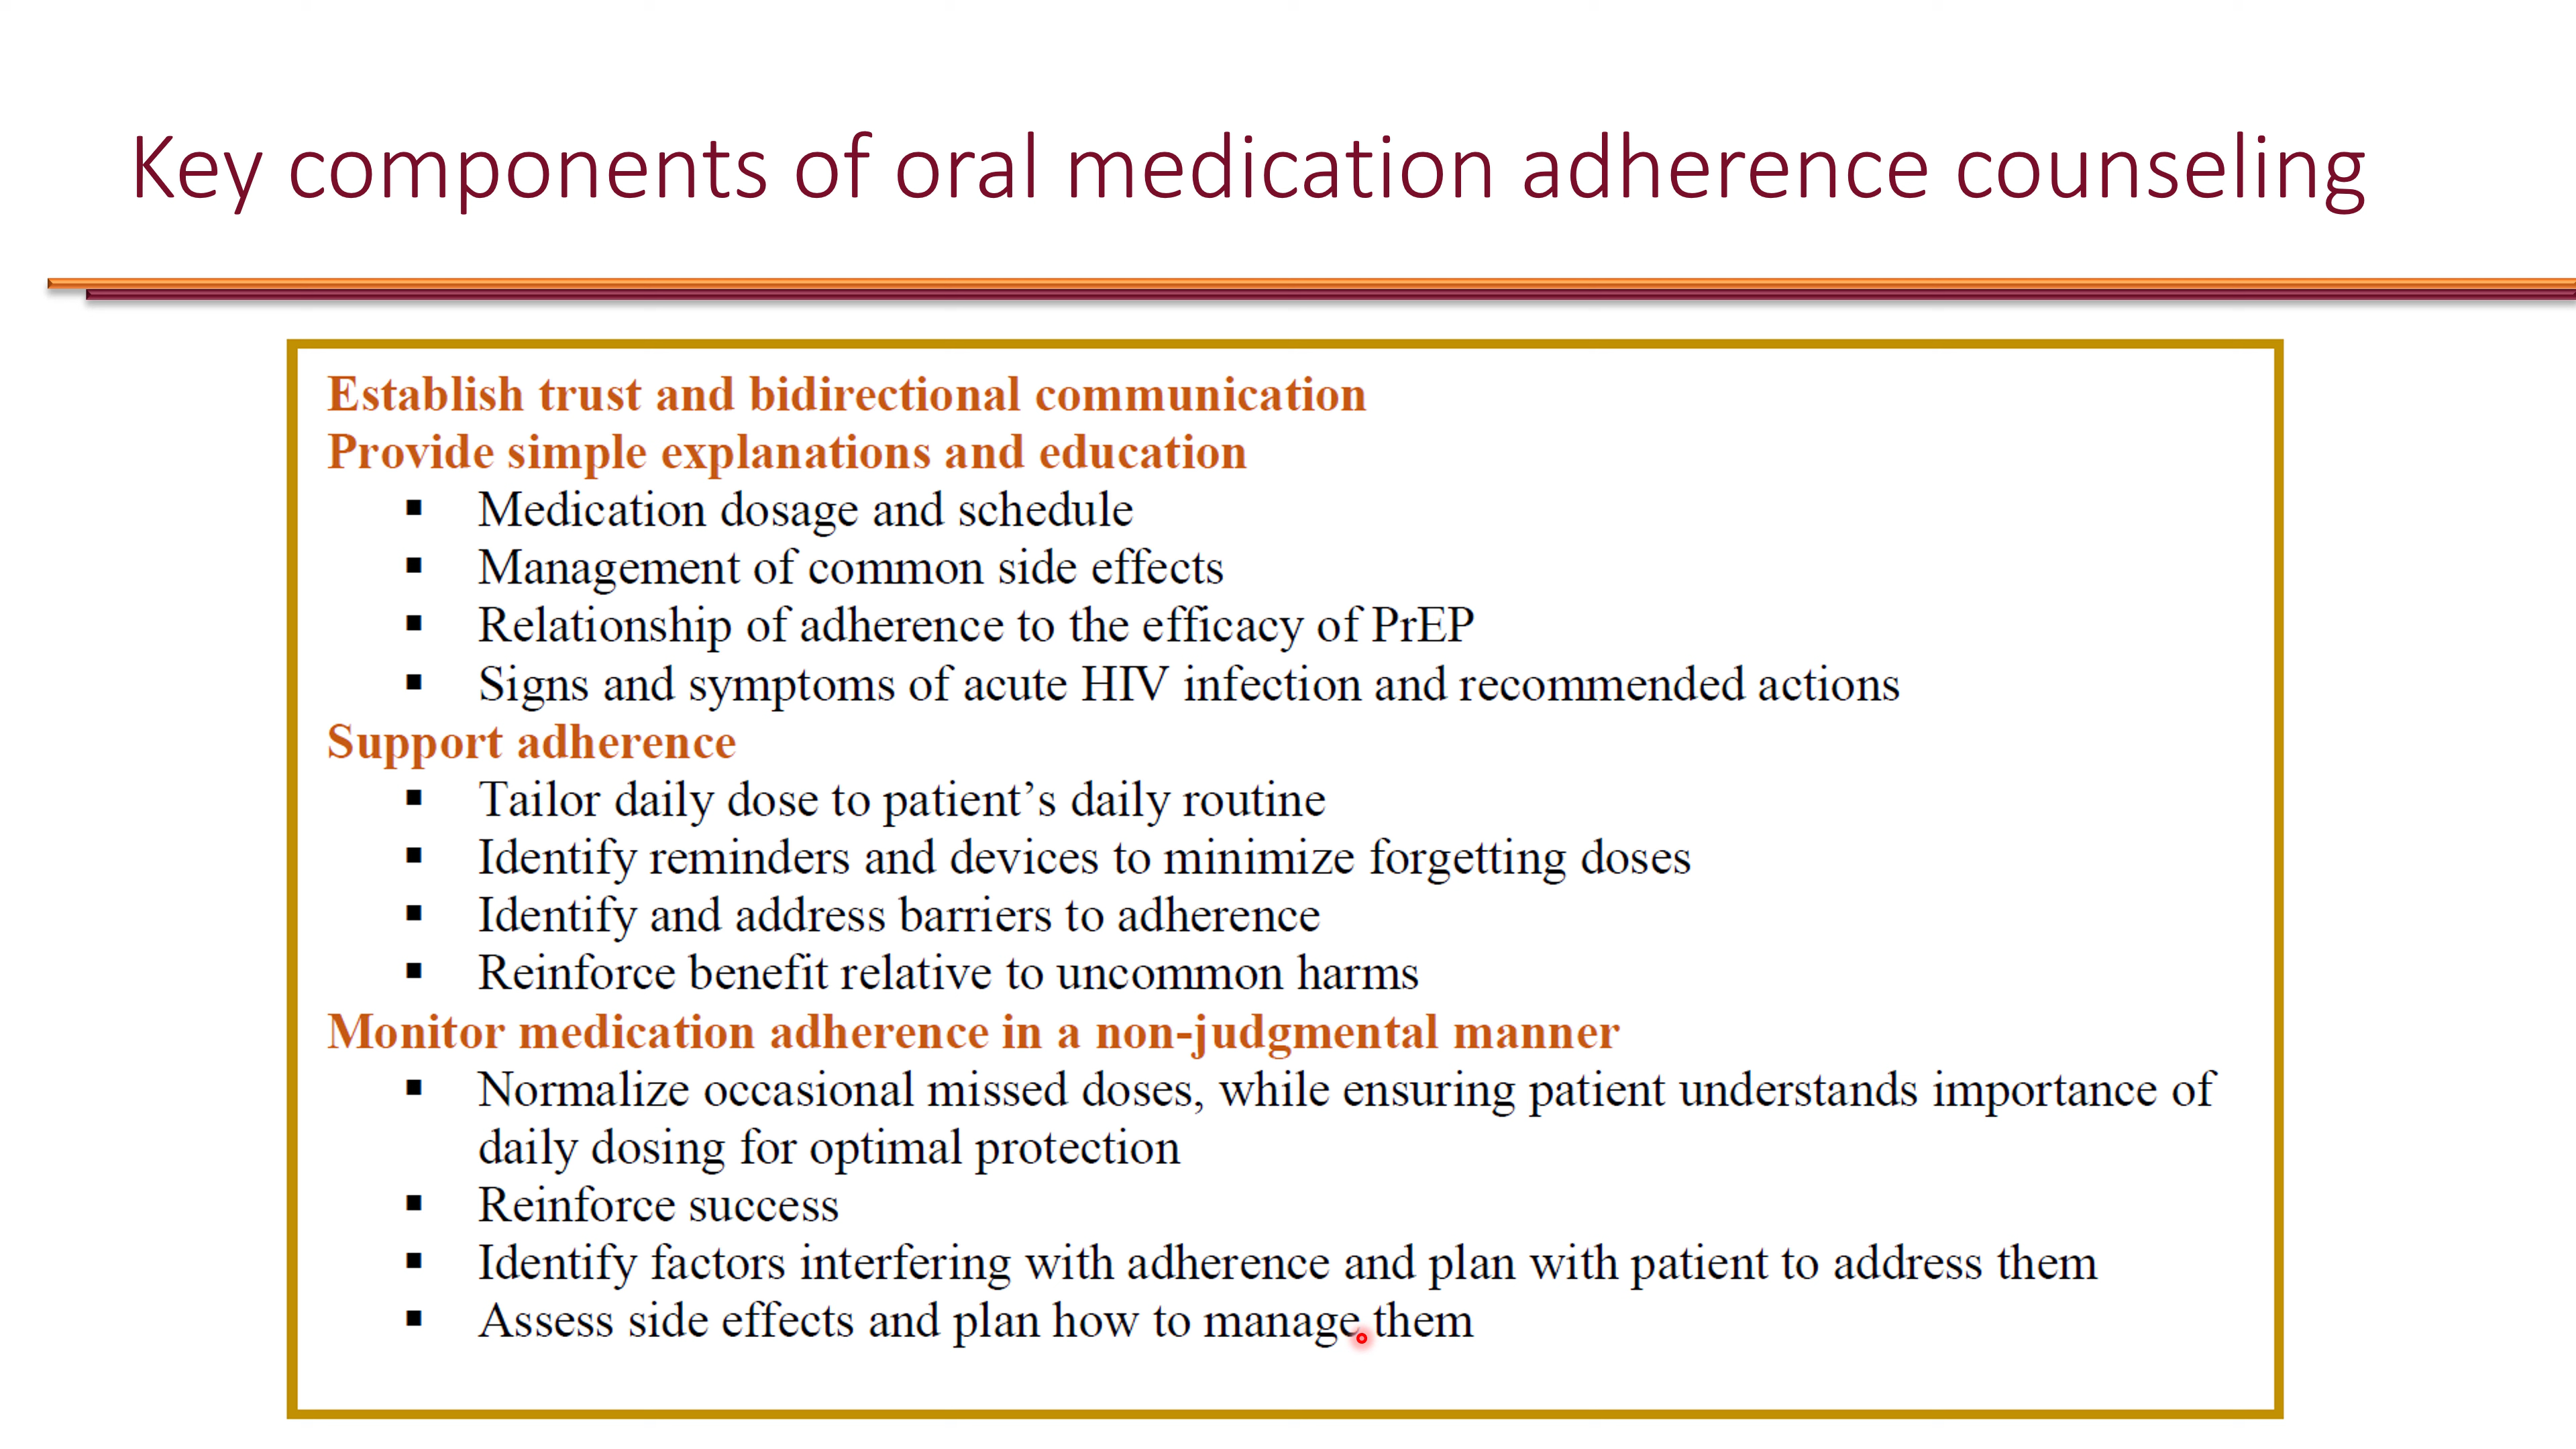 Key components of oral medication adherence counseling
Establish trust and bidirectional communication
Provide simple explanations and education
▪ Medication dosage and schedule
▪ Management of common side effects
▪ Relationship of adherence to the efficacy of PrEP
▪ Signs and symptoms of acute HIV infection and recommended actions
Support adherence
▪ Tailor daily dose to patient’s daily routine
▪ Identify reminders and devices to minimize forgetting doses
▪ Identify and address barriers to adherence
▪ Reinforce benefit relative to uncommon harms
Monitor medication adherence in a non-judgmental manner
▪ Normalize occasional missed doses, while ensuring patient understands importance of
daily dosing for optimal protection
▪ Reinforce success
▪ Identify factors interfering with adherence and plan with patient to address them
▪ Assess side effects and plan how to manage them